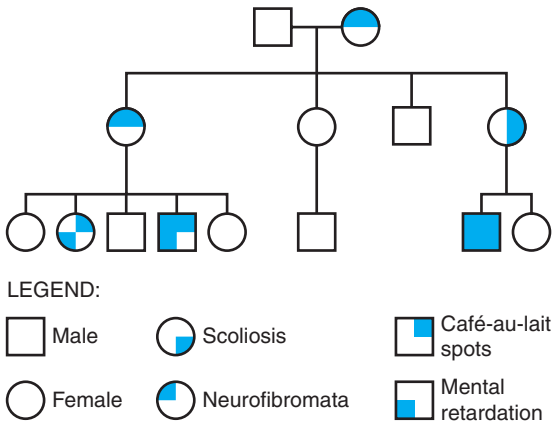 LEGEND:
Male
Scoliosis
Café-au-lait
spots
Female
Neurofibromata
Mental
retardation